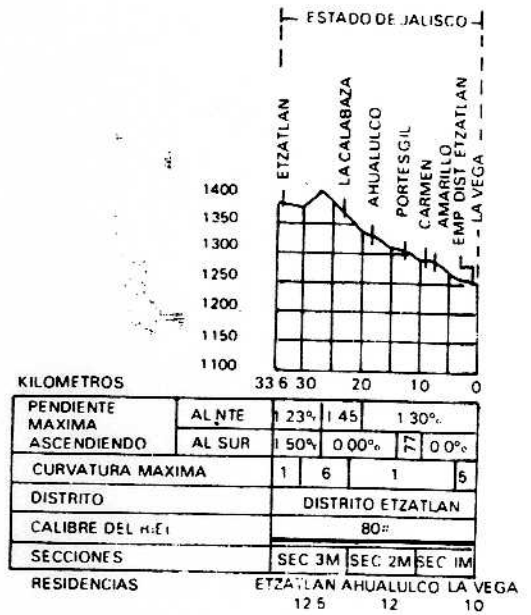 ESTADO DE JALISCO
ETZATLAN
LA CALABAZA
AHUALULCO
PORTESGIL
CARMEN
AMARILLO
EMP DIST ETZATLAN
LA VEGA
1400
1350
1300
1250
1200
1150
1100
KILOMETROS 33 6 30 20 10 0
PENDIENTE MAXIMA ASCENDIENDO
AL NTE 1 23% 1 45 1 30%
AL SUR 1 50% 0 00% 77 0 0%
CURVATURA MAXIMA 1 6 1 5
DISTRITO DISTRITO ETZATLAN
CALIBRE DEL 80#
SECCIONES SEC 3M SEC 2M SEC 1M
RESIDENCIAS ETZATLAN AHUALULCO LA VEGA
12 5 12 10